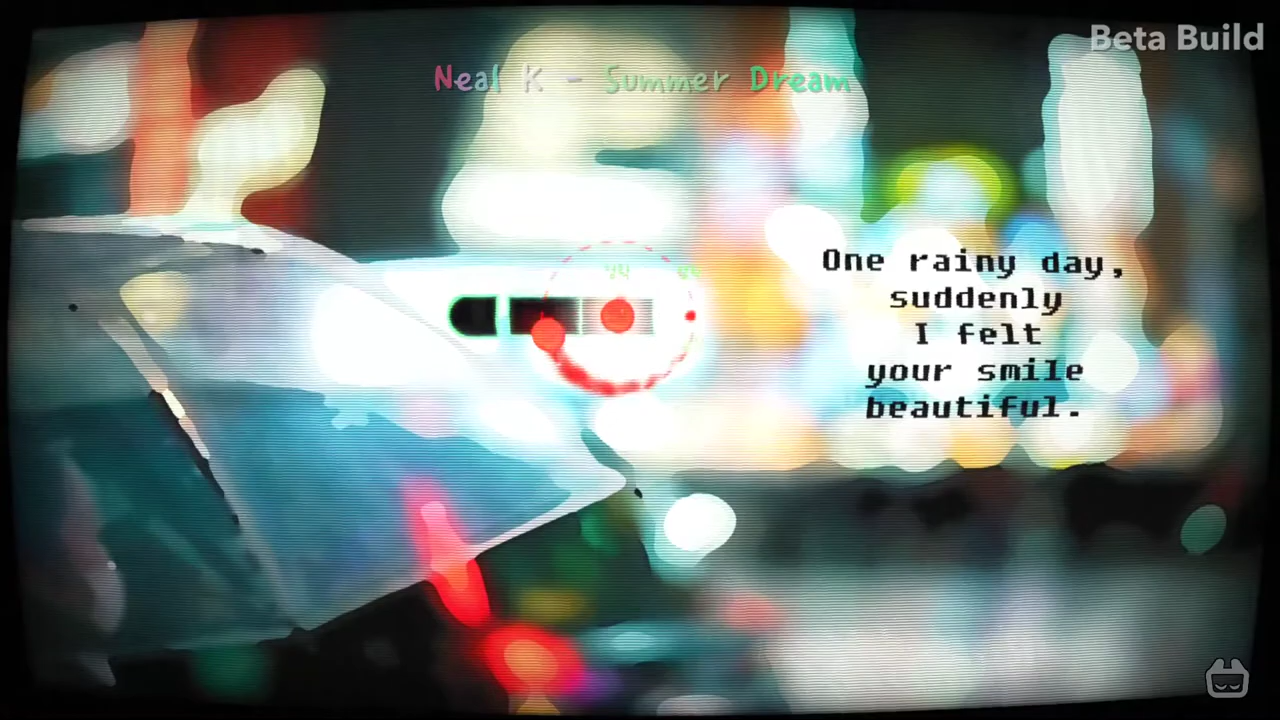 Beta Build
Neal K - Summer Dream
One rainy day,
suddenly
I felt
your smile
beautiful.